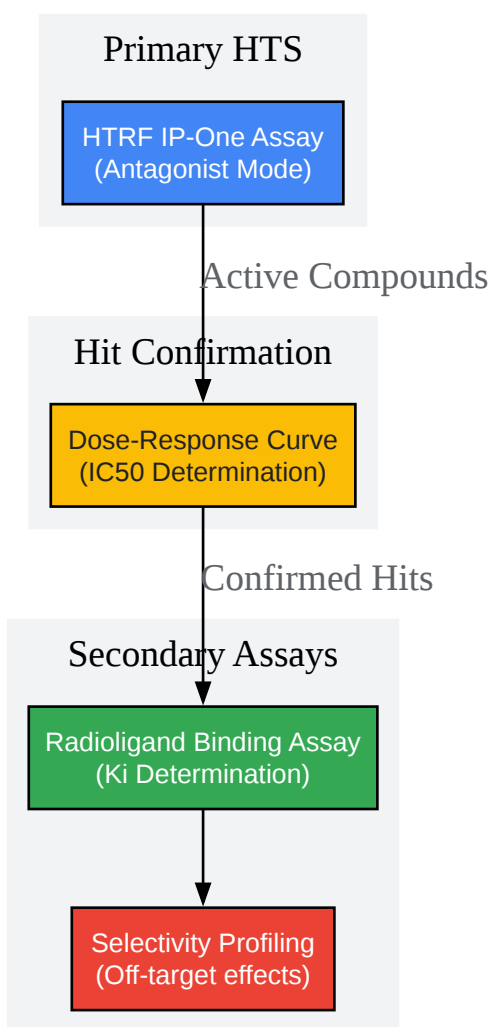 Primary HTS
HTRF IP-One Assay
(Antagonist Mode)
Active Compounds
Hit Confirmation
Dose-Response Curve
(IC50 Determination)
Confirmed Hits
Secondary Assays
Radioligand Binding Assay
(Ki Determination)
Selectivity Profiling
(Off-target effects)